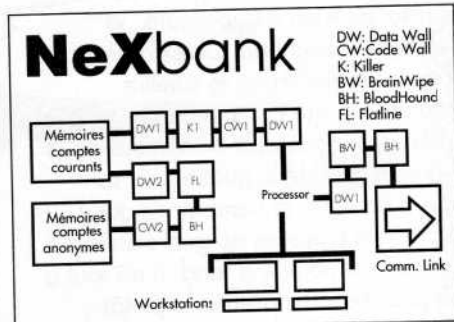 NeXbank
DW: Data Wall
CW: Code Wall
K: Killer
BW: BrainWipe
BH: BloodHound
FL: Flatline
Mémoires
comptes
courants
DW1
K1
CW1
DW1
DW2
FL
Mémoires
comptes
anonymes
CW2
BH
Processor
BW
BH
DW1
Comm. Link
Workstation: